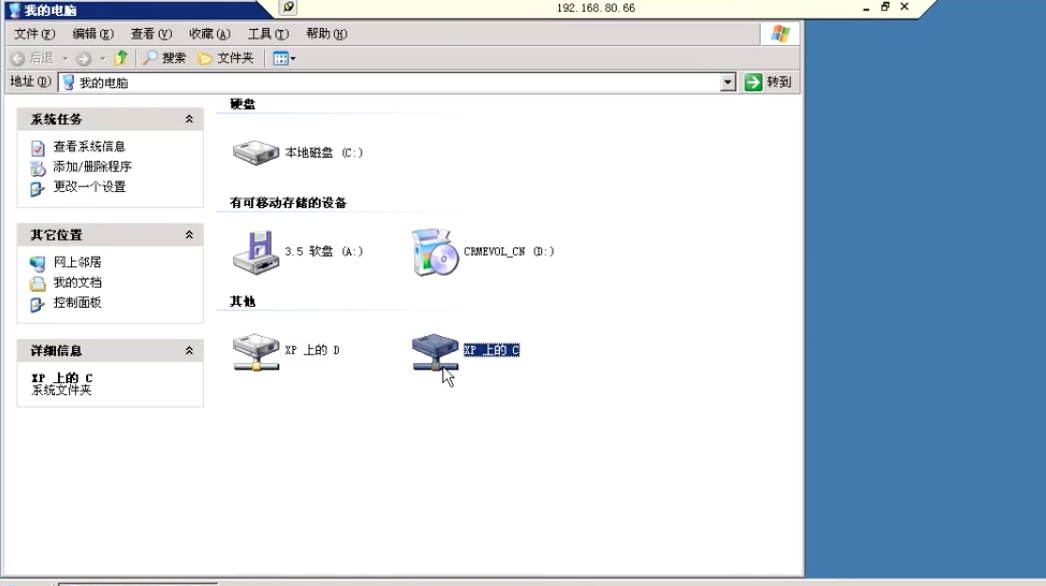 我的电脑
192.168.80.66
文件(F) 编辑(E) 查看(V) 收藏(A) 工具(T) 帮助(H)
后退 搜索 文件夹
地址(D) 我的电脑 转到
系统任务
查看系统信息
添加/删除程序
更改一个设置
其它位置
网上邻居
我的文档
控制面板
详细信息
XP 上的 C
系统文件夹
硬盘
本地磁盘 (C:)
有可移动存储的设备
3.5 软盘 (A:) CRMEVOL_CN (D:)
其他
XP 上的 D XP 上的 C